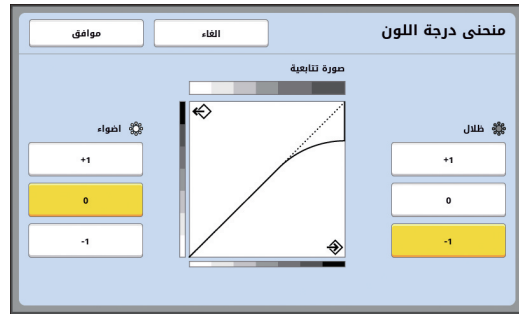 منحنى درجة اللون
الغاء
موافق
صورة تتابعية
ظلال
+1
0
-1
اضواء
+1
0
-1